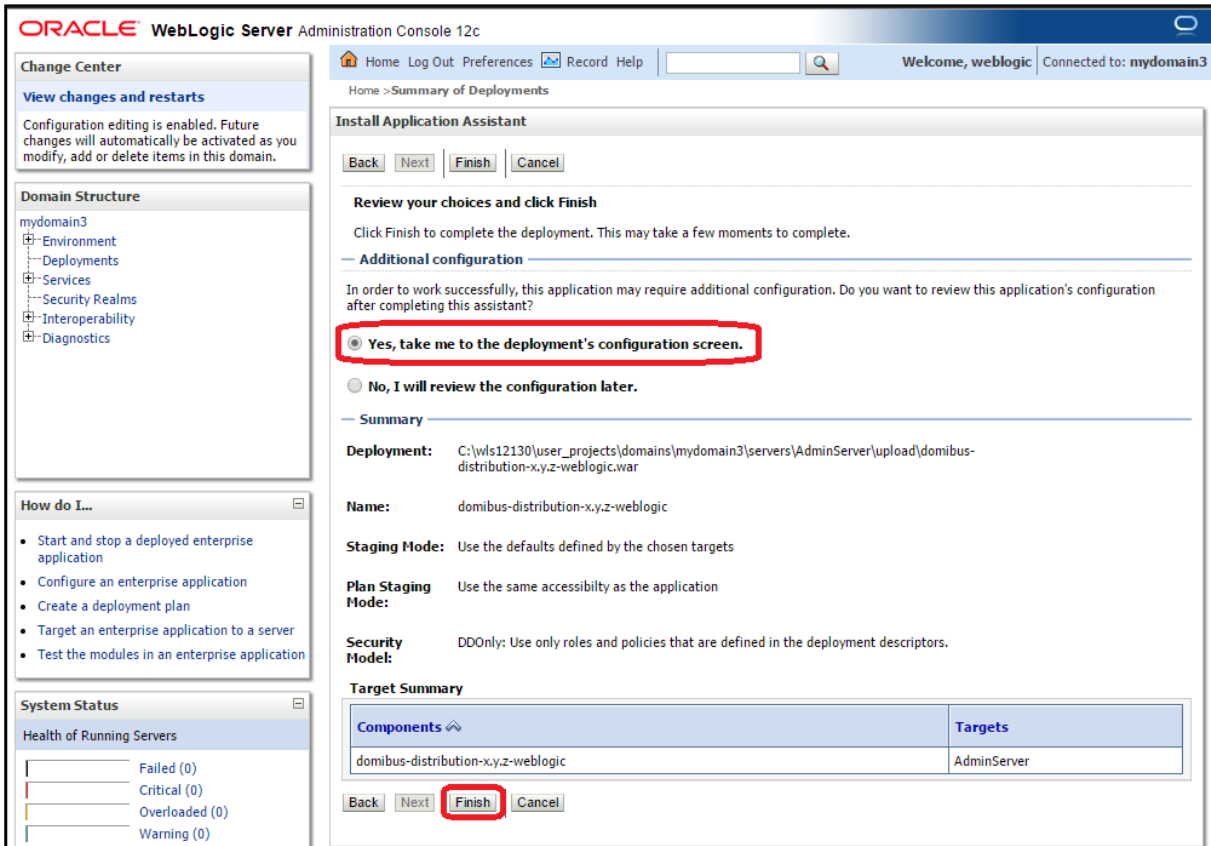 ORACLE WebLogic Server Administration Console 12c
Change Center
View changes and restarts
Configuration editing is enabled. Future
changes will automatically be activated as you
modify, add or delete items in this domain.
Domain Structure
mydomain3
Environment
Deployments
Services
Security Realms
Interoperability
Diagnostics
How do I...
Start and stop a deployed enterprise
application
Configure an enterprise application
Create a deployment plan
Target an enterprise application to a server
Test the modules in an enterprise application
System Status
Health of Running Servers
Failed (0)
Critical (0)
Overloaded (0)
Warning (0)
Home Log Out Preferences Record Help
Welcome, weblogic Connected to: mydomain3
Home >Summary of Deployments
Install Application Assistant
Back Next Finish Cancel
Review your choices and click Finish
Click Finish to complete the deployment. This may take a few moments to complete.
Additional configuration
In order to work successfully, this application may require additional configuration. Do you want to review this application's configuration
after completing this assistant?
Yes, take me to the deployment's configuration screen.
No, I will review the configuration later.
Summary
Deployment: C:\wls12130\user_projects\domains\mydomain3\servers\AdminServer\upload\domibus-
distribution-x.y.z-weblogic.war
Name: domibus-distribution-x.y.z-weblogic
Staging Mode: Use the defaults defined by the chosen targets
Plan Staging Use the same accessibilty as the application
Mode:
Security DDOnly: Use only roles and policies that are defined in the deployment descriptors.
Model:
Target Summary
Components Targets
domibus-distribution-x.y.z-weblogic AdminServer
Back Next Finish Cancel